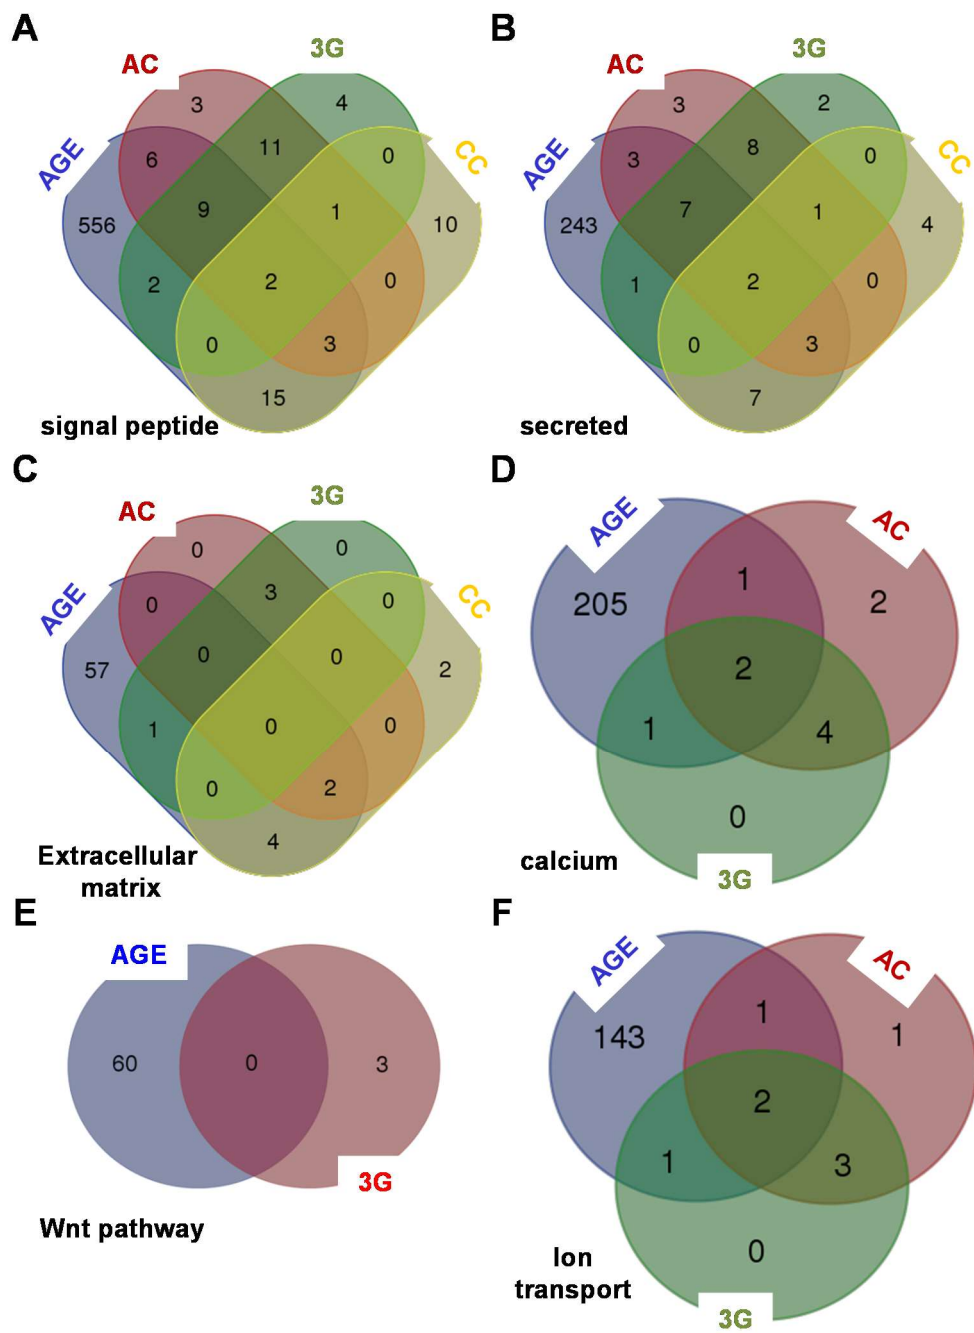 A
AC
3G
AGE
CC
3
4
6
11
0
556
9
1
10
2
2
0
0
3
15
signal peptide
B
AC
3G
AGE
CC
3
2
3
8
0
243
7
1
4
1
2
0
0
3
7
secreted
C
AC
3G
AGE
CC
0
0
0
3
0
57
0
0
2
1
0
0
0
2
4
Extracellular
matrix
D
AGE
AC
205
1
2
2
1
4
0
calcium
3G
E
AGE
60
0
3
3G
Wnt pathway
F
AGE
AC
143
1
1
2
1
3
0
Ion
transport
3G